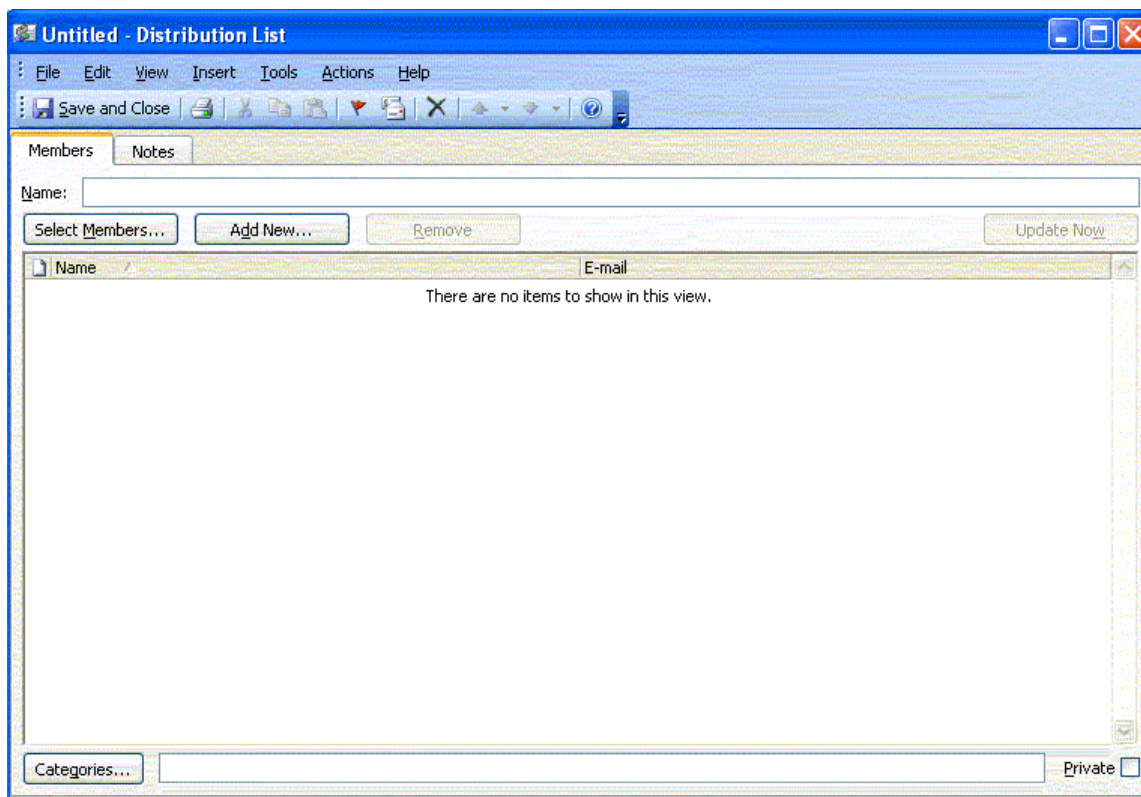 Untitled - Distribution List
File Edit View Insert Tools Actions Help
Save and Close
Members Notes
Name:
Select Members... Add New... Remove Update Now
Name E-mail
There are no items to show in this view.
Categories... Private